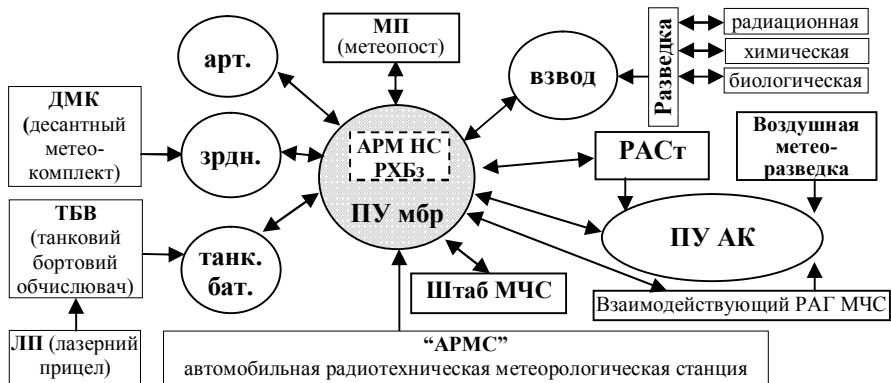 МП
(метеопост)
арт.
взвод
Разведка
радиационная
химическая
биологическая
ДМК
(десантный
метео-
комплект)
зрдн.
АРМ НС
РХБз
ПУ мбр
РАСт
Воздушная
метео-
разведка
ТБВ
(танковий
бортовий
обчислювач)
танк.
бат.
ПУ АК
Штаб МЧС
Взаимодействующий РАГ МЧС
ЛП (лазерний
прицел)
“АРМС”
автомобильная радиотехническая метеорологическая станция